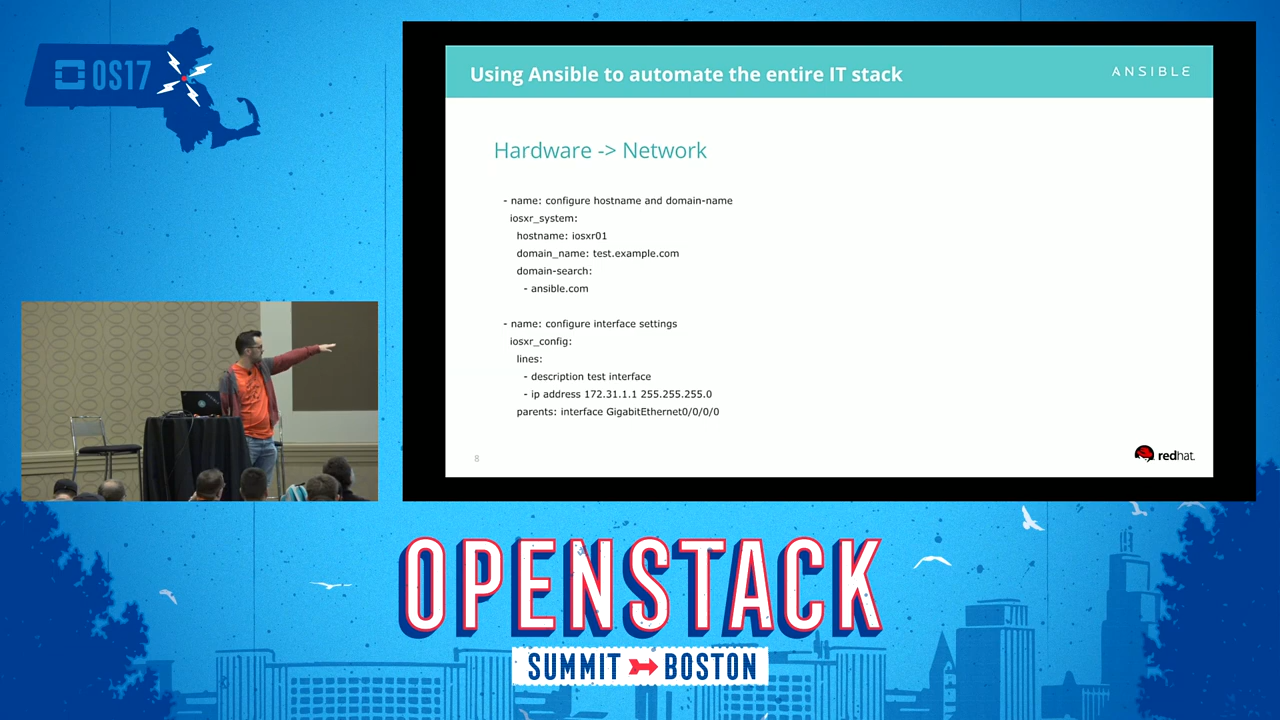 OS17
Using Ansible to automate the entire IT stack
ANSIBLE
Hardware -> Network
- name: configure hostname and domain-name
iosxr_system:
hostname: iosxr01
domain_name: test.example.com
domain-search:
- ansible.com
- name: configure interface settings
iosxr_config:
lines:
- description test interface
- ip address 172.31.1.1 255.255.255.0
parents: interface GigabitEthernet0/0/0/0
8
redhat.
OPENSTACK
SUMMIT BOSTON